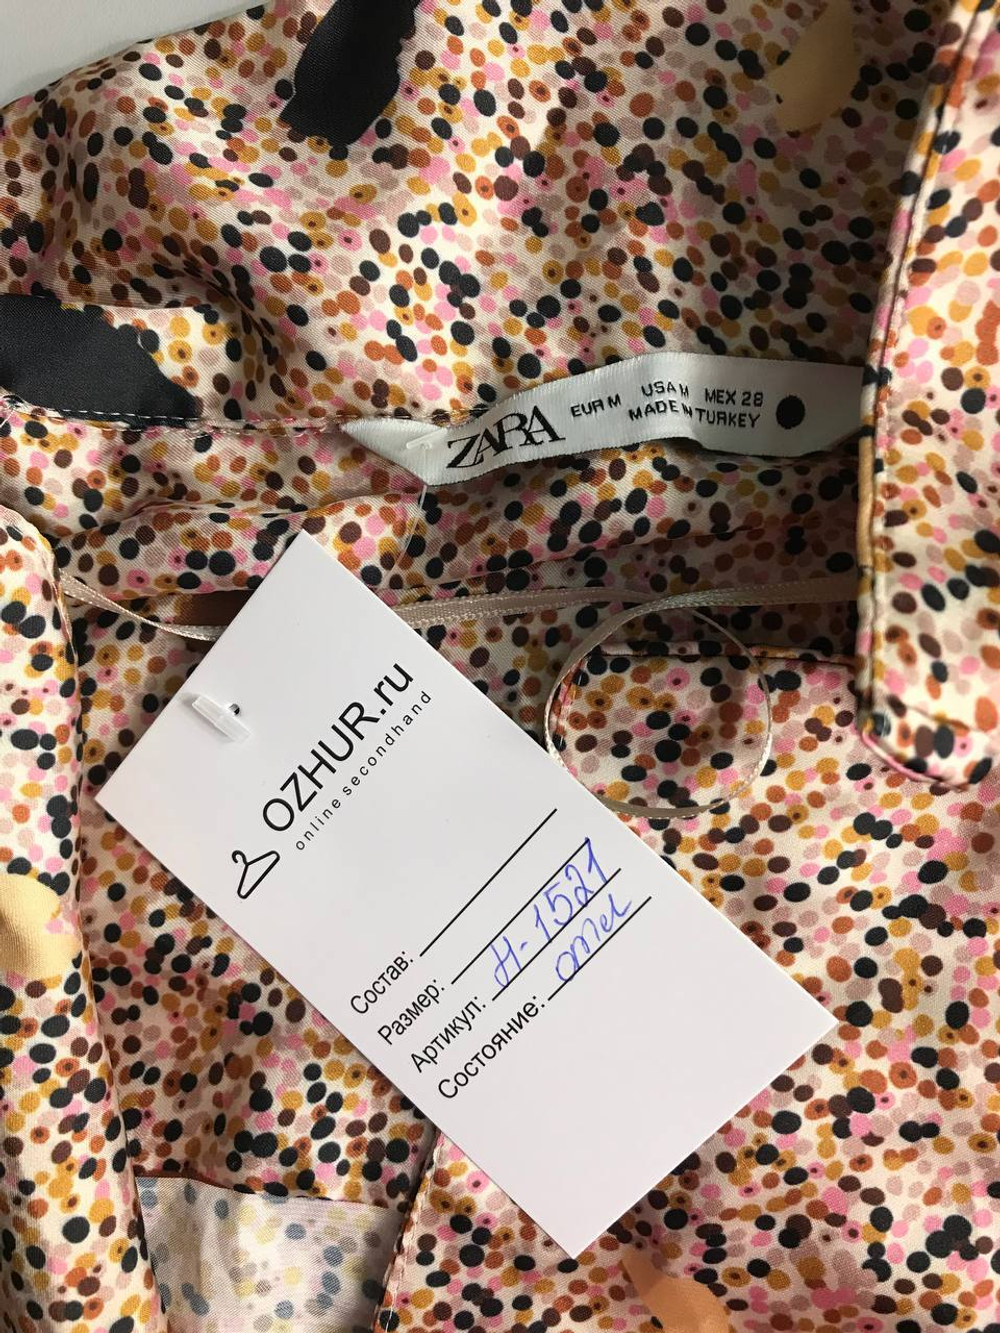 ZARA
EUR M USA M MEX 28
MADE IN TURKEY
OZHUR.ru
online secondhand
Состав:
Размер:
Артикул: Н-1521
Состояние: отл